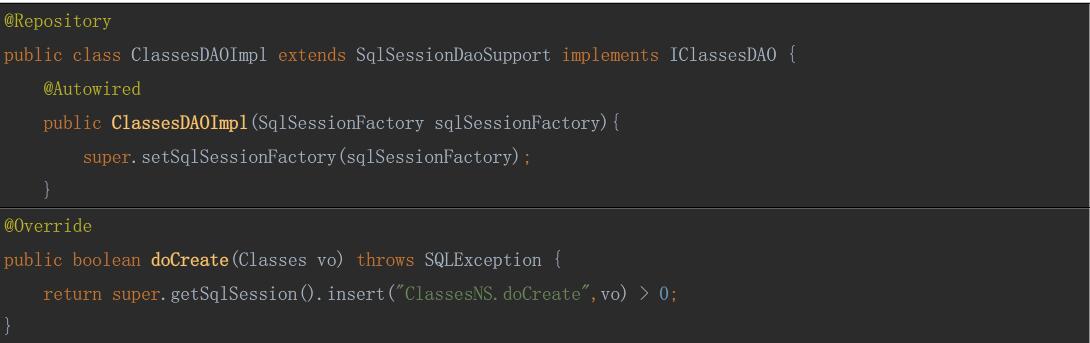 @Repository
public class ClassesDAOImpl extends SqlSessionDaoSupport implements IClassesDAO {
    @Autowired
    public ClassesDAOImpl(SqlSessionFactory sqlSessionFactory){
        super.setSqlSessionFactory(sqlSessionFactory);
    }
@Override
public boolean doCreate(Classes vo) throws SQLException {
    return super.getSqlSession().insert("ClassesNS.doCreate",vo) > 0;
}